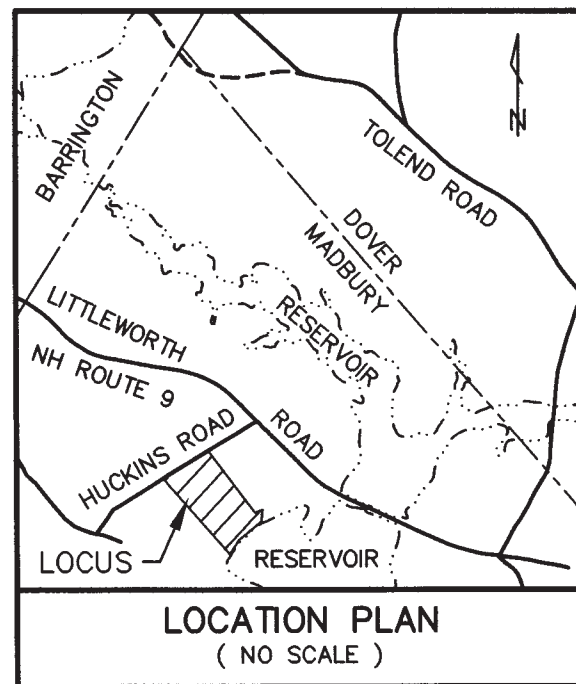 BARRINGTON
N
TOLEND ROAD
DOVER
MADBURY
RESERVOIR
LITTLEWORTH ROAD
NH ROUTE 9
HUCKINS ROAD
LOCUS
RESERVOIR
LOCATION PLAN
( NO SCALE )